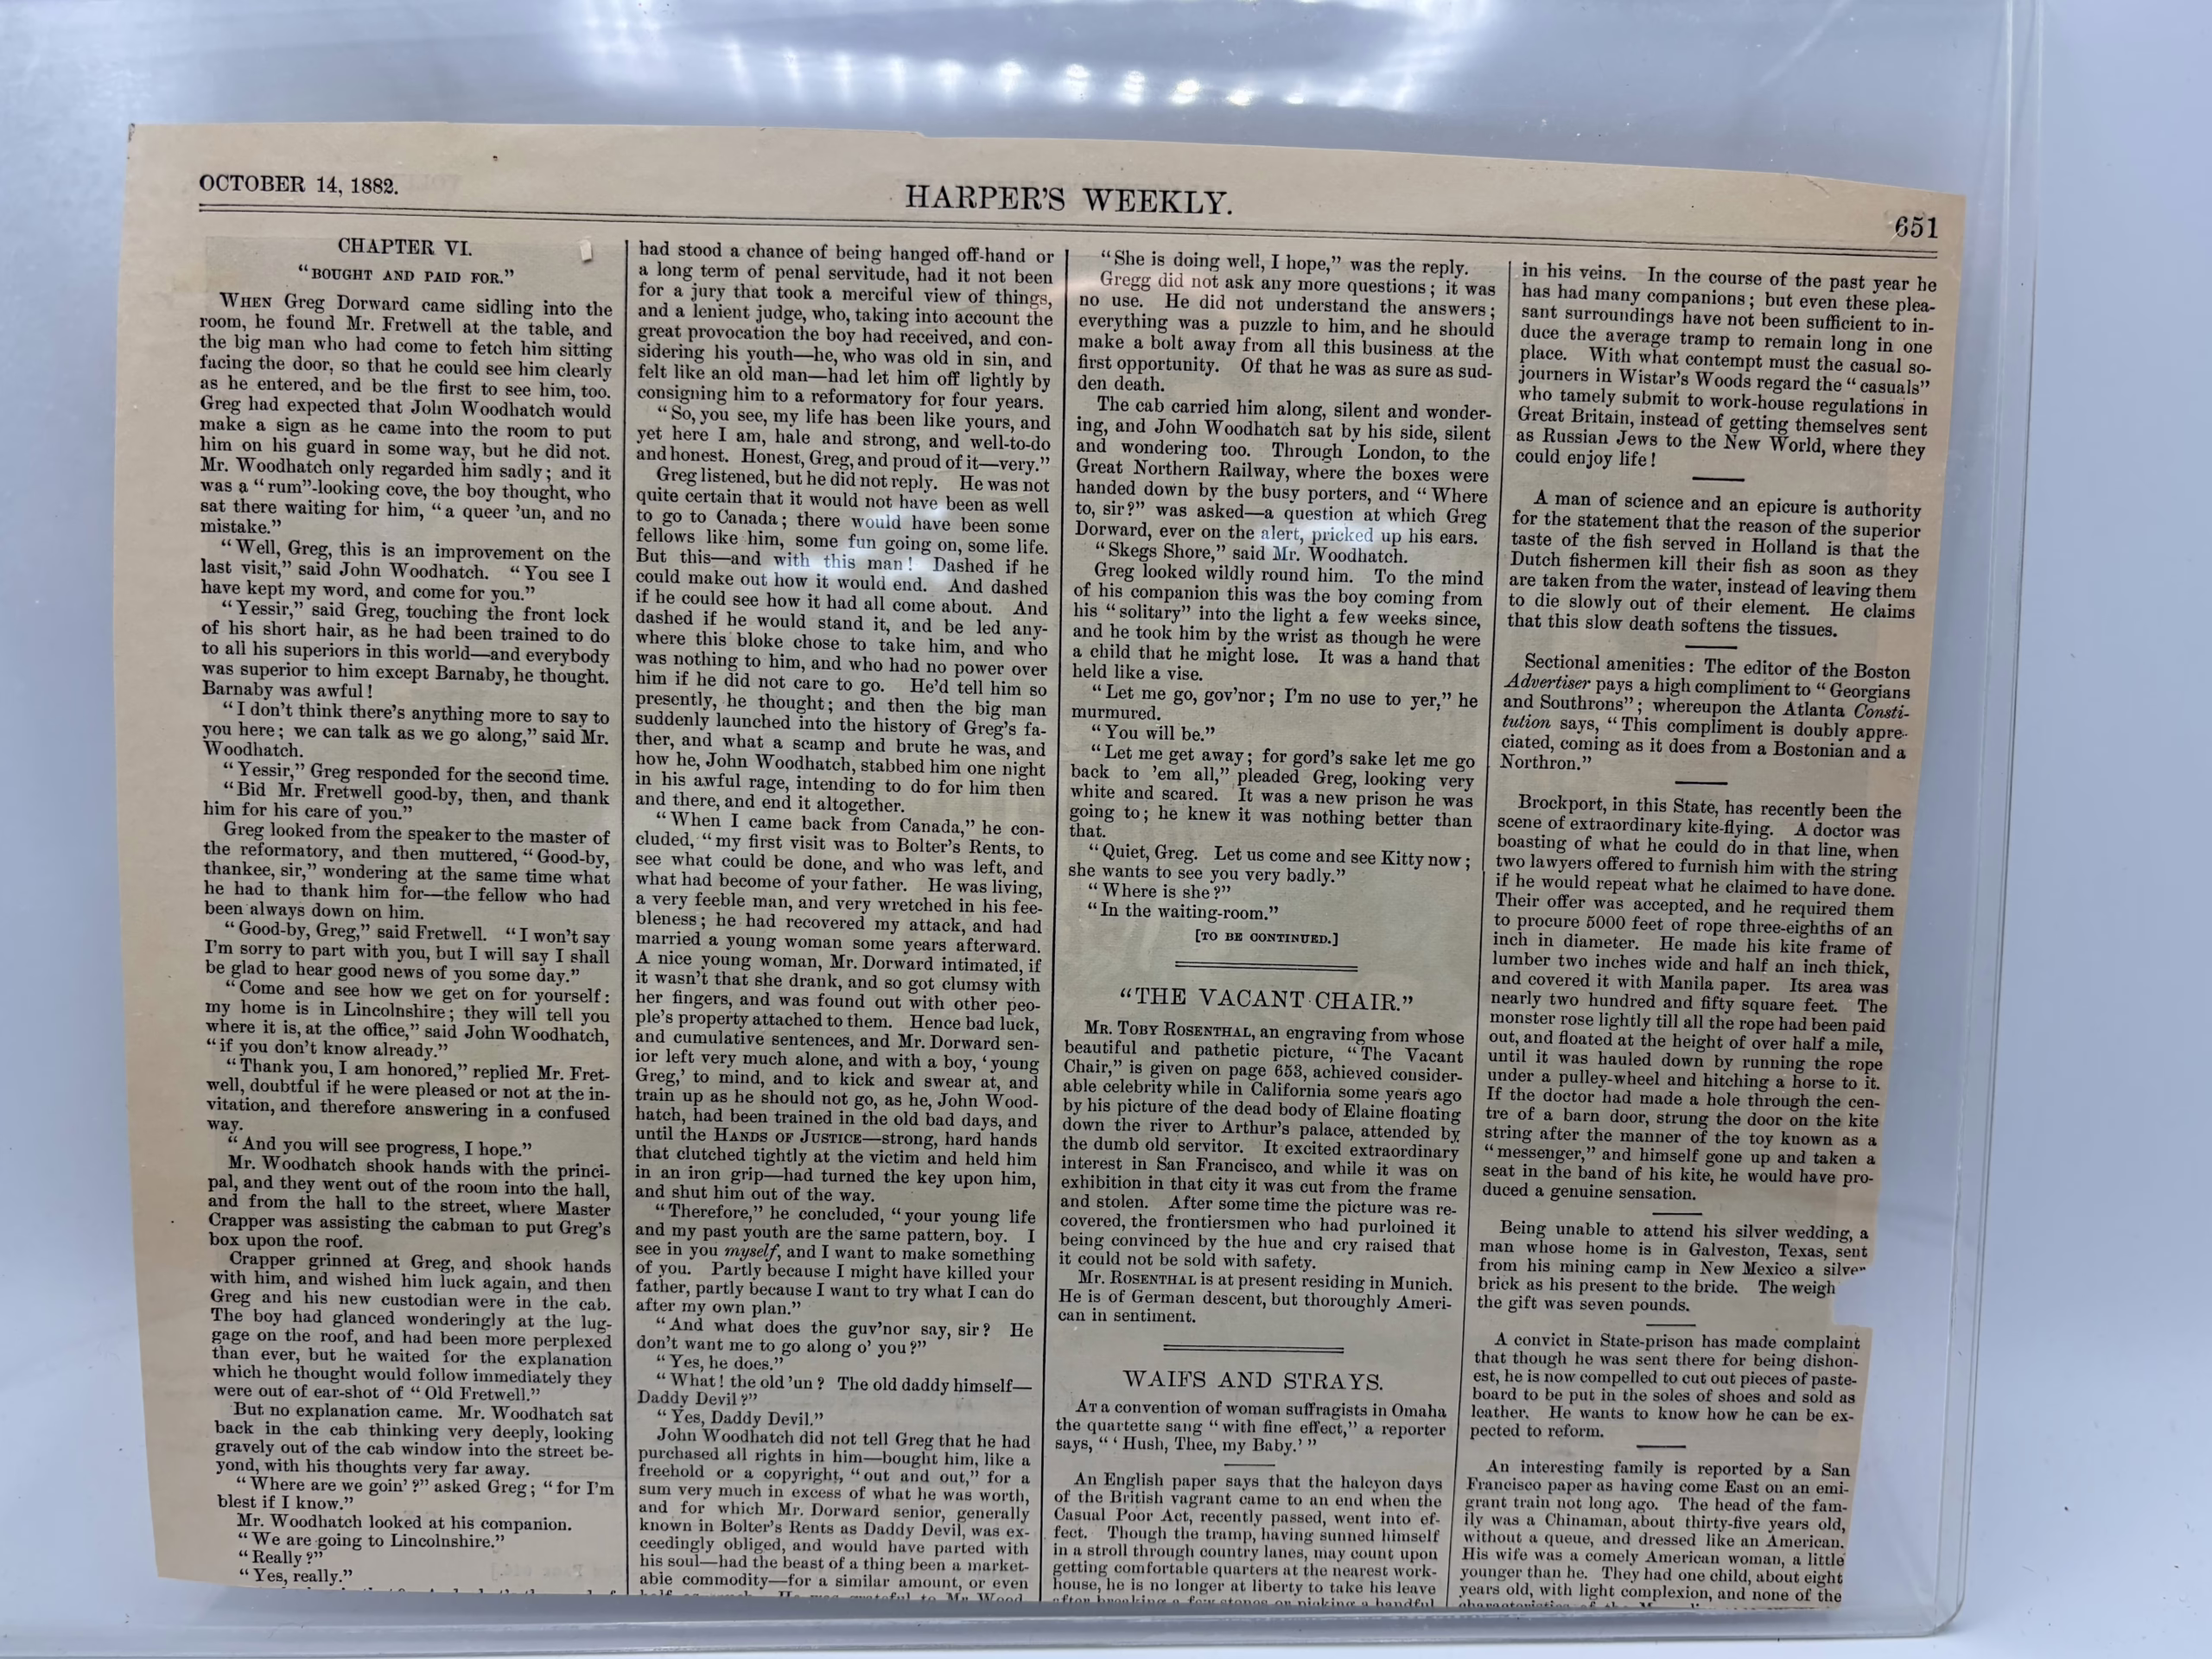 OCTOBER 14, 1882.
HARPER'S WEEKLY.
651
CHAPTER VI.
"BOUGHT AND PAID FOR."
WHEN Greg Dorward came sidling into the
room, he found Mr. Fretwell at the table, and
the big man who had come to fetch him sitting
facing the door, so that he could see him clearly
as he entered, and be the first to see him, too.
Greg had expected that John Woodhatch would
make a sign as he came into the room to put
him on his guard in some way, but he did not.
Mr. Woodhatch only regarded him sadly; and it
was a "rum"-looking cove, the boy thought, who
sat there waiting for him, "a queer 'un, and no
mistake."
"Well, Greg, this is an improvement on the
last visit," said John Woodhatch. "You see I
have kept my word, and come for you."
"Yessir," said Greg, touching the front lock
of his short hair, as he had been trained to do
to all his superiors in this world—and everybody
was superior to him except Barnaby, he thought.
Barnaby was awful!
"I don't think there's anything more to say to
you here; we can talk as we go along," said Mr.
Woodhatch.
"Yessir," Greg responded for the second time.
"Bid Mr. Fretwell good-by, then, and thank
him for his care of you."
Greg looked from the speaker to the master of
the reformatory, and then muttered, "Good-by,
thankee, sir," wondering at the same time what
he had to thank him for—the fellow who had
been always down on him.
"Good-by, Greg," said Fretwell. "I won't say
I'm sorry to part with you, but I will say I shall
be glad to hear good news of you some day."
"Come and see how we get on for yourself:
my home is in Lincolnshire; they will tell you
where it is, at the office," said John Woodhatch,
"if you don't know already."
"Thank you, I am honored," replied Mr. Fret-
well, doubtful if he were pleased or not at the in-
vitation, and therefore answering in a confused
way.
"And you will see progress, I hope."
Mr. Woodhatch shook hands with the princi-
pal, and they went out of the room into the hall,
and from the hall to the street, where Master
Crapper was assisting the cabman to put Greg's
box upon the roof.
Crapper grinned at Greg, and shook hands
with him, and wished him luck again, and then
Greg and his new custodian were in the cab.
The boy had glanced wonderingly at the lug-
gage on the roof, and had been more perplexed
than ever, but he waited for the explanation
which he thought would follow immediately they
were out of ear-shot of "Old Fretwell."
But no explanation came. Mr. Woodhatch sat
back in the cab thinking very deeply, looking
gravely out of the cab window into the street be-
yond, with his thoughts very far away.
"Where are we goin'?" asked Greg; "for I'm
blest if I know."
Mr. Woodhatch looked at his companion.
"We are going to Lincolnshire."
"Really?"
"Yes, really."
had stood a chance of being hanged off-hand or
a long term of penal servitude, had it not been
for a jury that took a merciful view of things,
and a lenient judge, who, taking into account the
great provocation the boy had received, and con-
sidering his youth—he, who was old in sin, and
felt like an old man—had let him off lightly by
consigning him to a reformatory for four years.
"So, you see, my life has been like yours, and
yet here I am, hale and strong, and well-to-do
and honest. Honest, Greg, and proud of it—very."
Greg listened, but he did not reply. He was not
quite certain that it would not have been as well
to go to Canada; there would have been some
fellows like him, some fun going on, some life.
But this—and with this man! Dashed if he
could make out how it would end. And dashed
if he could see how it had all come about. And
dashed if he would stand it, and be led any-
where this bloke chose to take him, and who
was nothing to him, and who had no power over
him if he did not care to go. He'd tell him so
presently, he thought; and then the big man
suddenly launched into the history of Greg's fa-
ther, and what a scamp and brute he was, and
how he, John Woodhatch, stabbed him one night
in his awful rage, intending to do for him then
and there, and end it altogether.
"When I came back from Canada," he con-
cluded, "my first visit was to Bolter's Rents, to
see what could be done, and who was left, and
what had become of your father. He was living,
a very feeble man, and very wretched in his fee-
bleness; he had recovered my attack, and had
married a young woman some years afterward.
A nice young woman, Mr. Dorward intimated, if
it wasn't that she drank, and so got clumsy with
her fingers, and was found out with other peo-
ple's property attached to them. Hence bad luck,
and cumulative sentences, and Mr. Dorward sen-
ior left very much alone, and with a boy, 'young
Greg,' to mind, and to kick and swear at, and
train up as he should not go, as he, John Wood-
hatch, had been trained in the old bad days, and
until the HANDS OF JUSTICE—strong, hard hands
that clutched tightly at the victim and held him
in an iron grip—had turned the key upon him,
and shut him out of the way.
"Therefore," he concluded, "your young life
and my past youth are the same pattern, boy. I
see in you myself, and I want to make something
of you. Partly because I might have killed your
father, partly because I want to try what I can do
after my own plan."
"And what does the guv'nor say, sir? He
don't want me to go along o' you?"
"Yes, he does."
"What! the old 'un? The old daddy himself—
Daddy Devil?"
"Yes, Daddy Devil."
John Woodhatch did not tell Greg that he had
purchased all rights in him—bought him, like a
freehold or a copyright, "out and out," for a
sum very much in excess of what he was worth,
and for which Mr. Dorward senior, generally
known in Bolter's Rents as Daddy Devil, was ex-
ceedingly obliged, and would have parted with
his soul—had the beast of a thing been a market-
able commodity—for a similar amount, or even
"She is doing well, I hope," was the reply.
Gregg did not ask any more questions; it was
no use. He did not understand the answers;
everything was a puzzle to him, and he should
make a bolt away from all this business at the
first opportunity. Of that he was as sure as sud-
den death.
The cab carried him along, silent and wonder-
ing, and John Woodhatch sat by his side, silent
and wondering too. Through London, to the
Great Northern Railway, where the boxes were
handed down by the busy porters, and "Where
to, sir?" was asked—a question at which Greg
Dorward, ever on the alert, pricked up his ears.
"Skegs Shore," said Mr. Woodhatch.
Greg looked wildly round him. To the mind
of his companion this was the boy coming from
his "solitary" into the light a few weeks since,
and he took him by the wrist as though he were
a child that he might lose. It was a hand that
held like a vise.
"Let me go, gov'nor; I'm no use to yer," he
murmured.
"You will be."
"Let me get away; for gord's sake let me go
back to 'em all," pleaded Greg, looking very
white and scared. It was a new prison he was
going to; he knew it was nothing better than
that.
"Quiet, Greg. Let us come and see Kitty now;
she wants to see you very badly."
"Where is she?"
"In the waiting-room."
[TO BE CONTINUED.]
"THE VACANT CHAIR."
MR. TOBY ROSENTHAL, an engraving from whose
beautiful and pathetic picture, "The Vacant
Chair," is given on page 653, achieved consider-
able celebrity while in California some years ago
by his picture of the dead body of Elaine floating
down the river to Arthur's palace, attended by
the dumb old servitor. It excited extraordinary
interest in San Francisco, and while it was on
exhibition in that city it was cut from the frame
and stolen. After some time the picture was re-
covered, the frontiersmen who had purloined it
being convinced by the hue and cry raised that
it could not be sold with safety.
Mr. ROSENTHAL is at present residing in Munich.
He is of German descent, but thoroughly Ameri-
can in sentiment.
WAIFS AND STRAYS.
AT a convention of woman suffragists in Omaha
the quartette sang "with fine effect," a reporter
says, "'Hush, Thee, my Baby.'"
An English paper says that the halcyon days
of the British vagrant came to an end when the
Casual Poor Act, recently passed, went into ef-
fect. Though the tramp, having sunned himself
in a stroll through country lanes, may count upon
getting comfortable quarters at the nearest work-
house, he is no longer at liberty to take his leave
after breaking a few stones or picking a handful
in his veins. In the course of the past year he
has had many companions; but even these plea-
sant surroundings have not been sufficient to in-
duce the average tramp to remain long in one
place. With what contempt must the casual so-
journers in Wistar's Woods regard the "casuals"
who tamely submit to work-house regulations in
Great Britain, instead of getting themselves sent
as Russian Jews to the New World, where they
could enjoy life!
A man of science and an epicure is authority
for the statement that the reason of the superior
taste of the fish served in Holland is that the
Dutch fishermen kill their fish as soon as they
are taken from the water, instead of leaving them
to die slowly out of their element. He claims
that this slow death softens the tissues.
Sectional amenities: The editor of the Boston
Advertiser pays a high compliment to "Georgians
and Southrons"; whereupon the Atlanta Consti-
tution says, "This compliment is doubly appre-
ciated, coming as it does from a Bostonian and a
Northron."
Brockport, in this State, has recently been the
scene of extraordinary kite-flying. A doctor was
boasting of what he could do in that line, when
two lawyers offered to furnish him with the string
if he would repeat what he claimed to have done.
Their offer was accepted, and he required them
to procure 5000 feet of rope three-eighths of an
inch in diameter. He made his kite frame of
lumber two inches wide and half an inch thick,
and covered it with Manila paper. Its area was
nearly two hundred and fifty square feet. The
monster rose lightly till all the rope had been paid
out, and floated at the height of over half a mile,
until it was hauled down by running the rope
under a pulley-wheel and hitching a horse to it.
If the doctor had made a hole through the cen-
tre of a barn door, strung the door on the kite
string after the manner of the toy known as a
"messenger," and himself gone up and taken a
seat in the band of his kite, he would have pro-
duced a genuine sensation.
Being unable to attend his silver wedding, a
man whose home is in Galveston, Texas, sent
from his mining camp in New Mexico a silver
brick as his present to the bride. The weigh
the gift was seven pounds.
A convict in State-prison has made complaint
that though he was sent there for being dishon-
est, he is now compelled to cut out pieces of paste-
board to be put in the soles of shoes and sold as
leather. He wants to know how he can be ex-
pected to reform.
An interesting family is reported by a San
Francisco paper as having come East on an emi-
grant train not long ago. The head of the fam-
ily was a Chinaman, about thirty-five years old,
without a queue, and dressed like an American.
His wife was a comely American woman, a little
younger than he. They had one child, about eight
years old, with light complexion, and none of the